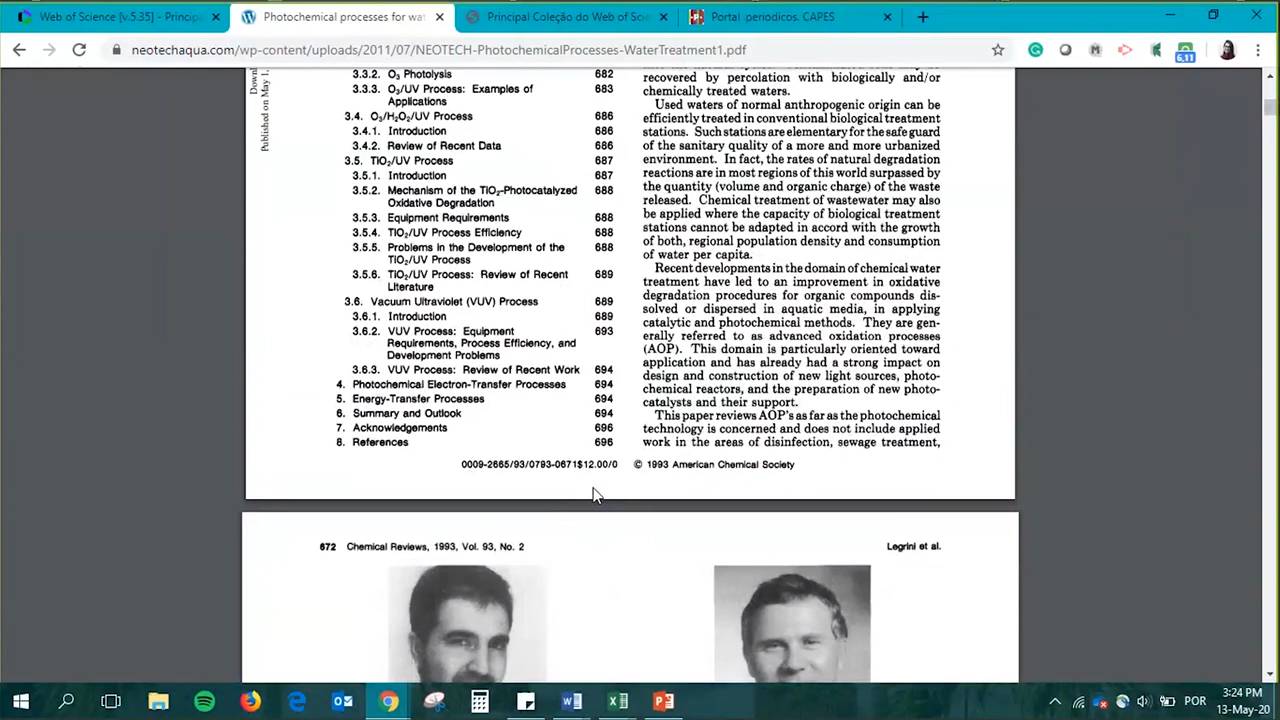 Web of Science [v.5.35] - Principa
Photochemical processes for wat
Principal Coleção do Web of Scie
Portal .periodicos. CAPES
neotechaqua.com/wp-content/uploads/2011/07/NEOTECH-PhotochemicalProcesses-WaterTreatment1.pdf
6.11
Published on May 1,
3.3.2. O3 Photolysis 682
3.3.3. O3/UV Process: Examples of 683
Applications
3.4. O3/H2O2/UV Process 686
3.4.1. Introduction 686
3.4.2. Review of Recent Data 686
3.5. TiO2/UV Process 687
3.5.1. Introduction 687
3.5.2. Mechanism of the TiO2-Photocatalyzed 688
Oxidative Degradation
3.5.3. Equipment Requirements 688
3.5.4. TiO2/UV Process Efficiency 688
3.5.5. Problems in the Development of the 688
TiO2/UV Process
3.5.6. TiO2/UV Process: Review of Recent 689
Literature
3.6. Vacuum Ultraviolet (VUV) Process 689
3.6.1. Introduction 689
3.6.2. VUV Process: Equipment 693
Requirements, Process Efficiency, and
Development Problems
3.6.3. VUV Process: Review of Recent Work 694
4. Photochemical Electron-Transfer Processes 694
5. Energy-Transfer Processes 694
6. Summary and Outlook 694
7. Acknowledgements 696
8. References 696
recovered by percolation with biologically and/or
chemically treated waters.
Used waters of normal anthropogenic origin can be
efficiently treated in conventional biological treatment
stations. Such stations are elementary for the safe guard
of the sanitary quality of a more and more urbanized
environment. In fact, the rates of natural degradation
reactions are in most regions of this world surpassed by
the quantity (volume and organic charge) of the waste
released. Chemical treatment of wastewater may also
be applied where the capacity of biological treatment
stations cannot be adapted in accord with the growth
of both, regional population density and consumption
of water per capita.
Recent developments in the domain of chemical water
treatment have led to an improvement in oxidative
degradation procedures for organic compounds dis-
solved or dispersed in aquatic media, in applying
catalytic and photochemical methods. They are gen-
erally referred to as advanced oxidation processes
(AOP). This domain is particularly oriented toward
application and has already had a strong impact on
design and construction of new light sources, photo-
chemical reactors, and the preparation of new photo-
catalysts and their support.
This paper reviews AOP's as far as the photochemical
technology is concerned and does not include applied
work in the areas of disinfection, sewage treatment,
0009-2665/93/0793-0671$12.00/0 © 1993 American Chemical Society
672 Chemical Reviews, 1993, Vol. 93, No. 2
Legrini et al.
POR
3:24 PM
13-May-20